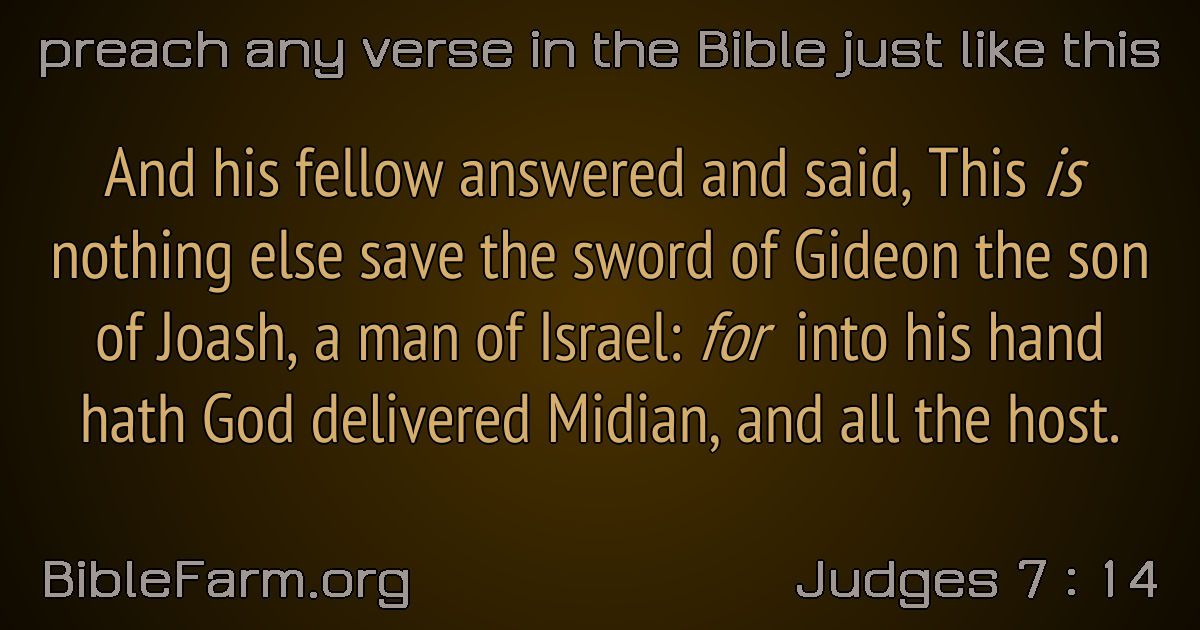 preach any verse in the Bible just like this
And his fellow answered and said, This is
nothing else save the sword of Gideon the son
of Joash, a man of Israel: for into his hand
hath God delivered Midian, and all the host.
BibleFarm.org
Judges 7 : 14